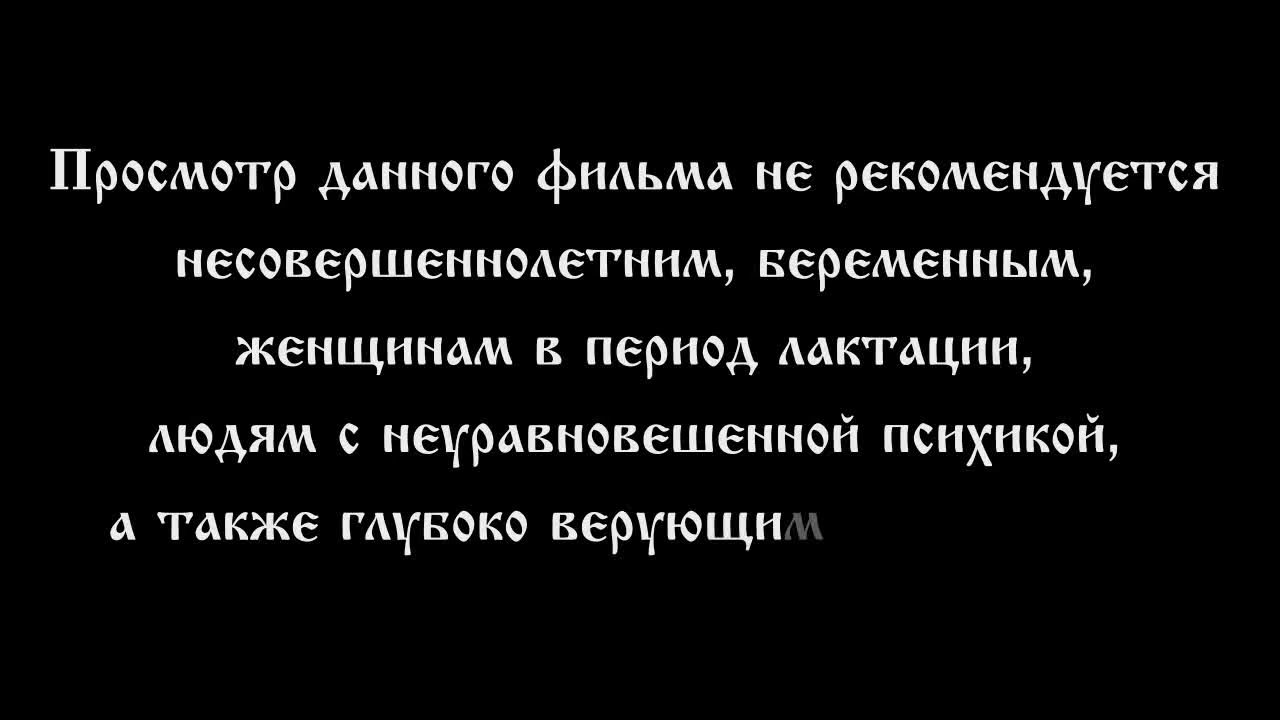 Просмотр данного фильма не рекомендуется
несовершеннолетним, беременным,
женщинам в период лактации,
людям с неуравновешенной психикой,
а также глубоко верующим